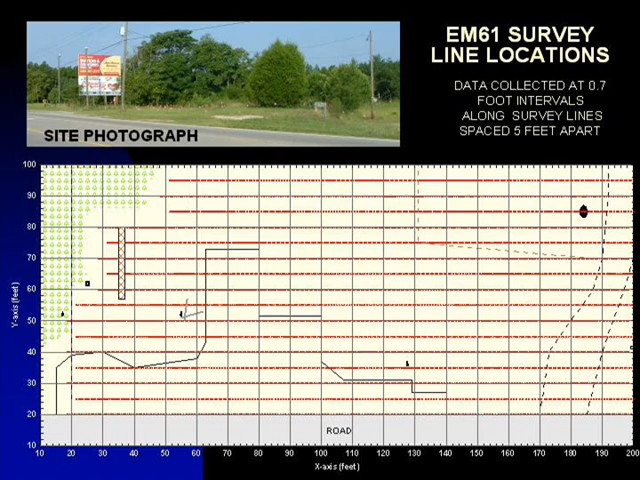 EM61 SURVEY
LINE LOCATIONS
DATA COLLECTED AT 0.7
FOOT INTERVALS
ALONG SURVEY LINES
SPACED 5 FEET APART
SITE PHOTOGRAPH
100
90
80
70
60
50
40
30
20
10
Y-axis (feet)
ROAD
10 20 30 40 50 60 70 80 90 100 110 120 130 140 150 160 170 180 190 200
X-axis (feet)